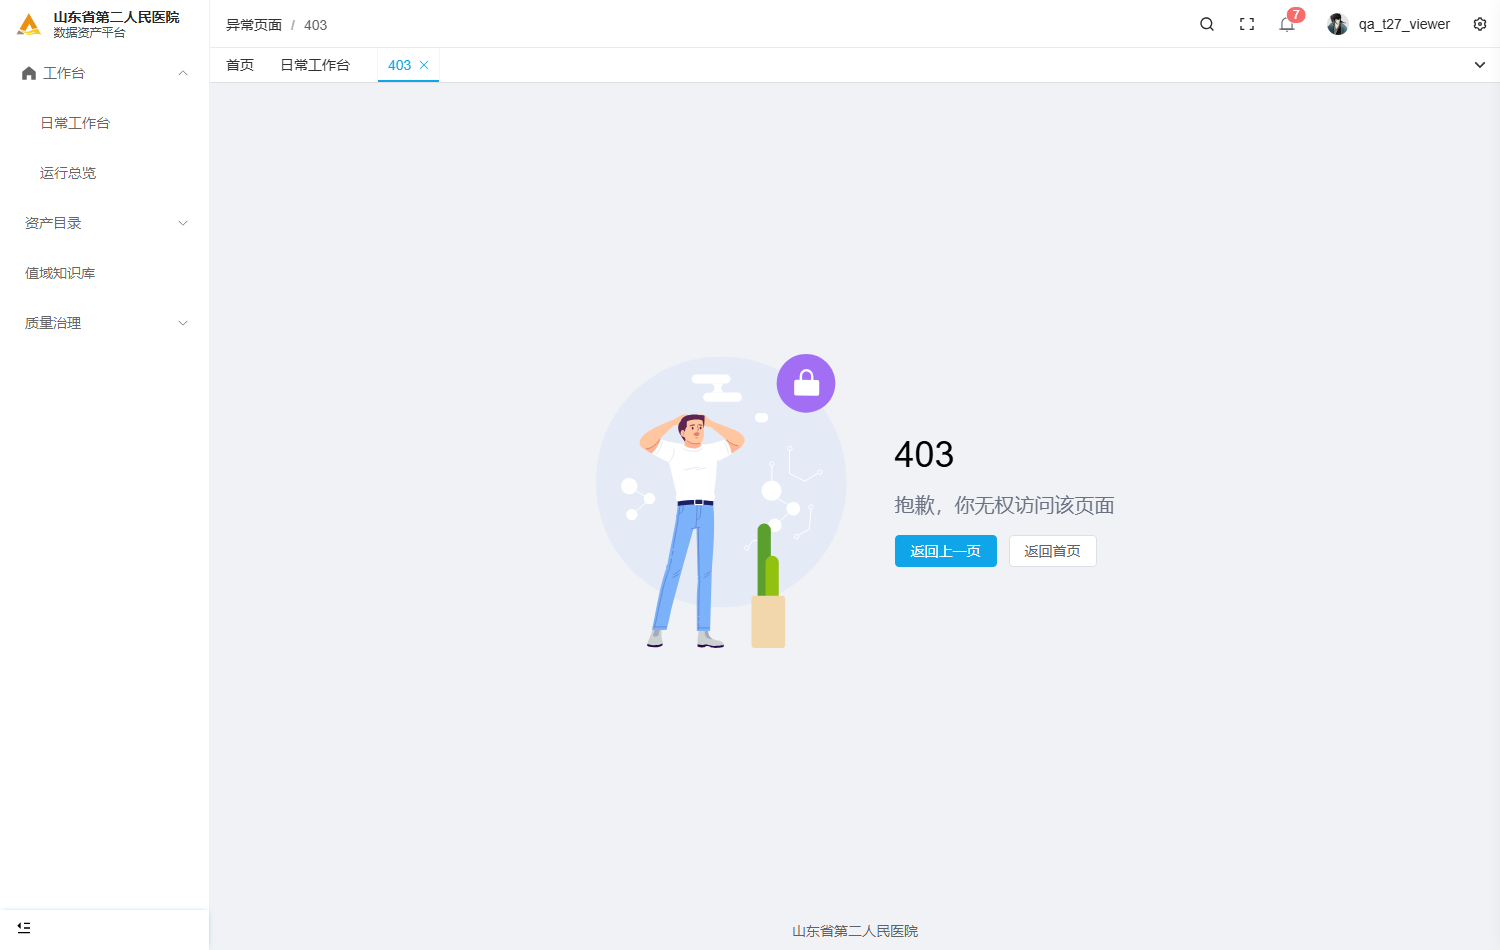 山东省第二人民医院
数据资产平台
异常页面 / 403
7
qa_t27_viewer
首页
日常工作台
403
工作台
日常工作台
运行总览
资产目录
值域知识库
质量治理
403
抱歉，你无权访问该页面
返回上一页
返回首页
山东省第二人民医院